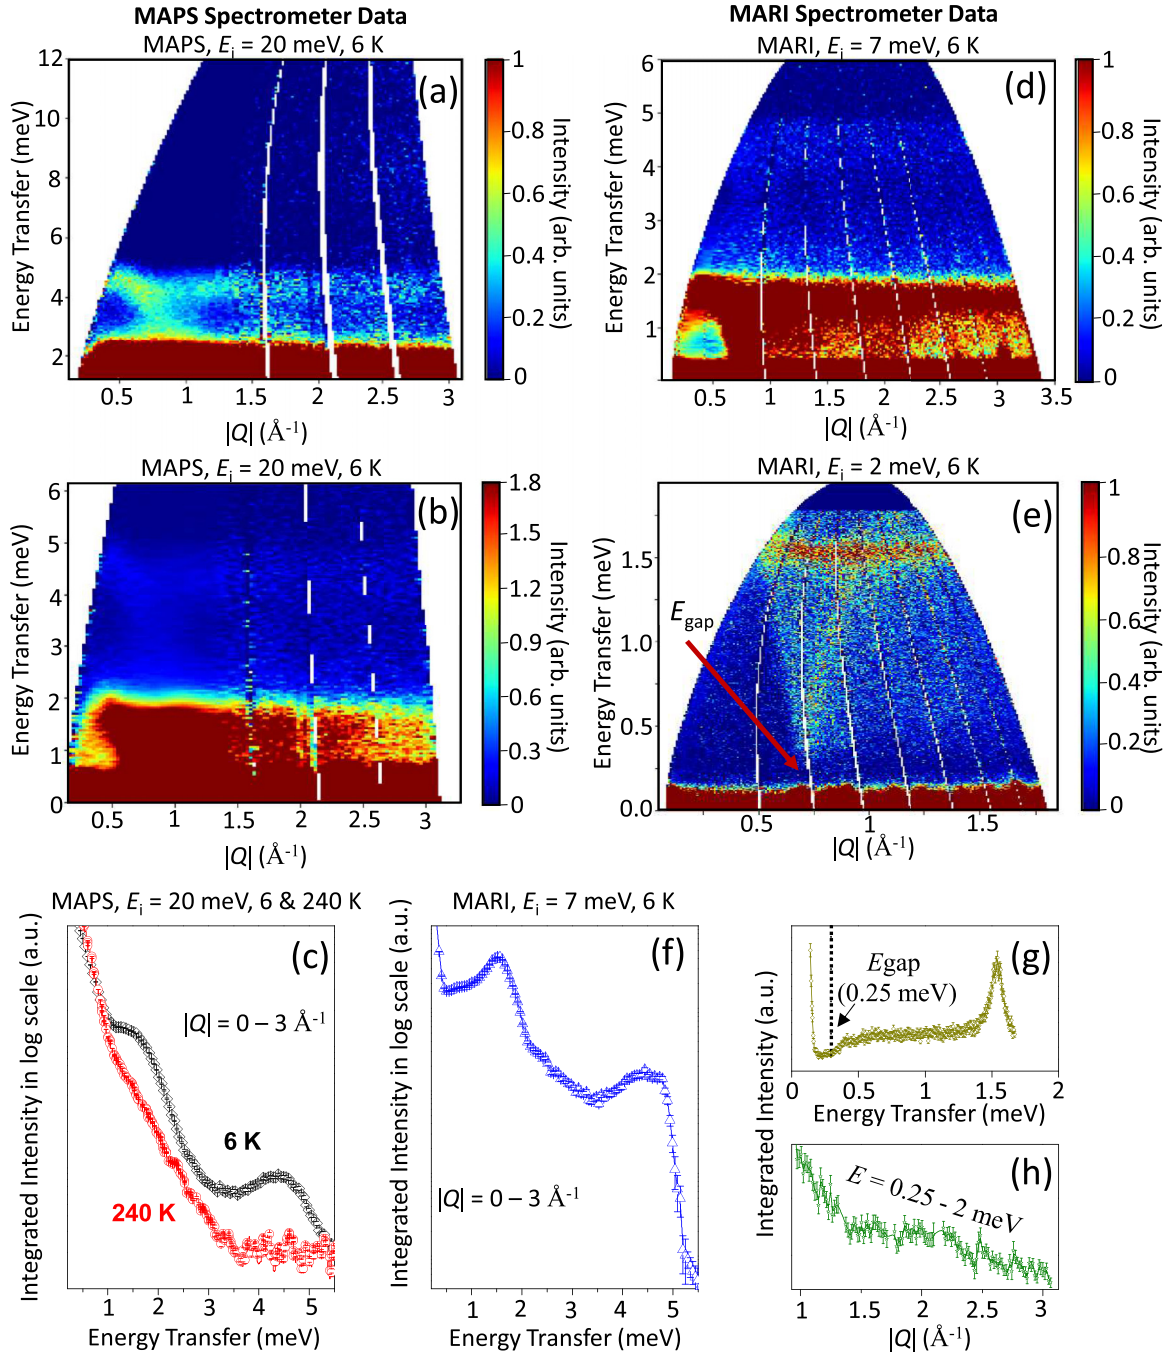 MAPS Spectrometer Data
MAPS, Ei = 20 meV, 6 K
(a)
Energy Transfer (meV)
12
10
8
6
4
2
0.5
1
1.5
2
2.5
3
|Q| (Å-1)
1
0.8
0.6
0.4
0.2
0
Intensity (arb. units)
MARI Spectrometer Data
MARI, Ei = 7 meV, 6 K
(d)
Energy Transfer (meV)
6
5
4
3
2
1
0
0.5
1
1.5
2
2.5
3
3.5
|Q| (Å-1)
1
0.8
0.6
0.4
0.2
0
Intensity (arb. units)
MAPS, Ei = 20 meV, 6 K
(b)
Energy Transfer (meV)
6
5
4
3
2
1
0
0.5
1
1.5
2
2.5
3
|Q| (Å-1)
1.8
1.5
1.2
0.9
0.6
0.3
0
Intensity (arb. units)
MARI, Ei = 2 meV, 6 K
(e)
Egap
Energy Transfer (meV)
1.5
1.0
0.5
0.0
0.5
1
1.5
|Q| (Å-1)
1
0.8
0.6
0.4
0.2
0
Intensity (arb. units)
MAPS, Ei = 20 meV, 6 & 240 K
(c)
|Q| = 0 – 3 Å-1
6 K
240 K
Integrated Intensity in log scale (a.u.)
1
2
3
4
5
Energy Transfer (meV)
MARI, Ei = 7 meV, 6 K
(f)
|Q| = 0 – 3 Å-1
Integrated Intensity in log scale (a.u.)
1
2
3
4
5
Energy Transfer (meV)
(g)
Egap
(0.25 meV)
0
1
1.5
2
Energy Transfer (meV)
Integrated Intensity (a.u.)
(h)
E = 0.25 - 2 meV
1
1.5
2
2.5
3
|Q| (Å-1)